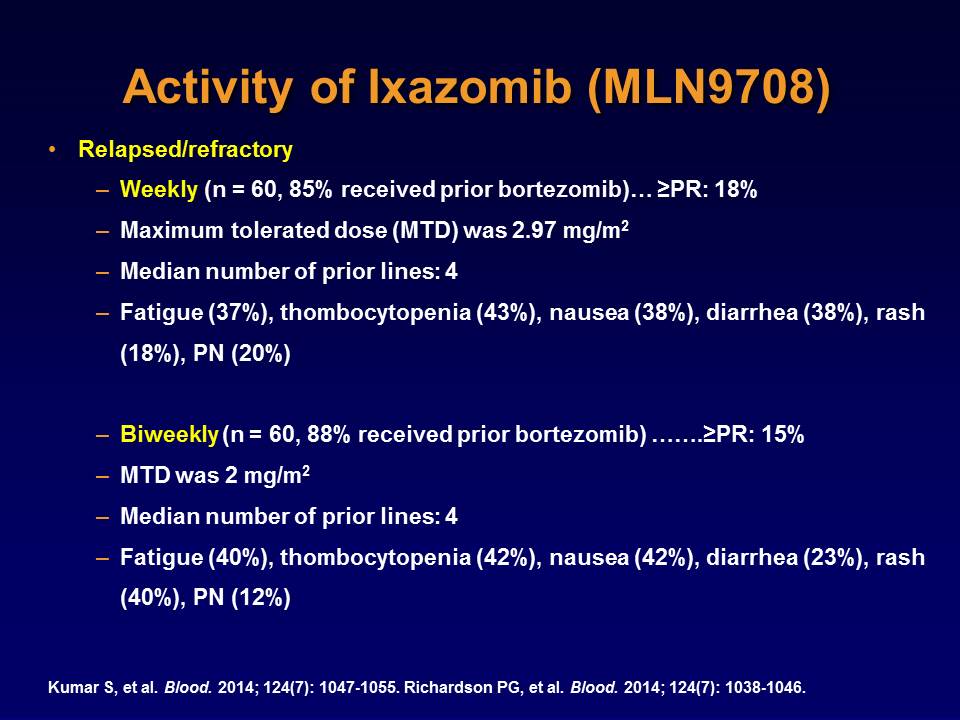 Activity of Ixazomib (MLN9708)
• Relapsed/refractory
– Weekly (n = 60, 85% received prior bortezomib)… ≥PR: 18%
– Maximum tolerated dose (MTD) was 2.97 mg/m²
– Median number of prior lines: 4
– Fatigue (37%), thombocytopenia (43%), nausea (38%), diarrhea (38%), rash
(18%), PN (20%)
– Biweekly (n = 60, 88% received prior bortezomib) …….≥PR: 15%
– MTD was 2 mg/m²
– Median number of prior lines: 4
– Fatigue (40%), thombocytopenia (42%), nausea (42%), diarrhea (23%), rash
(40%), PN (12%)
Kumar S, et al. Blood. 2014; 124(7): 1047-1055. Richardson PG, et al. Blood. 2014; 124(7): 1038-1046.